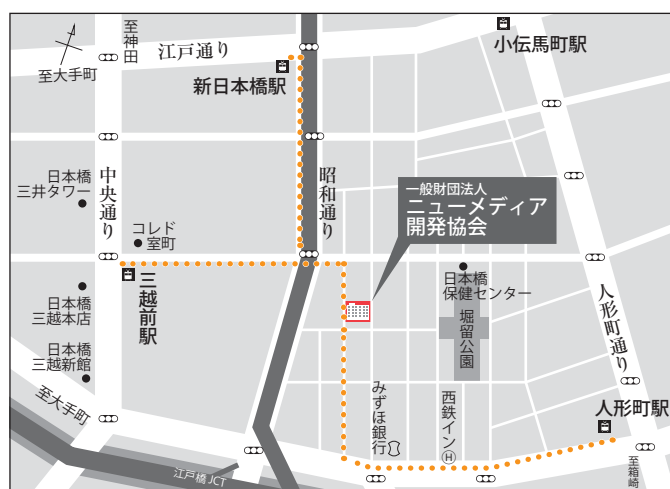 至神田
江戸通り
至大手町
新日本橋駅
小伝馬町駅
日本橋
三井タワー
中央通り
コレド
室町
昭和通り
一般財団法人
ニューメディア
開発協会
三越前駅
日本橋
三越本店
日本橋
三越新館
至大手町
日本橋
保健センター
堀留公園
人形町通り
みずほ銀行
西鉄イン
H
人形町駅
至箱崎
江戸橋JCT